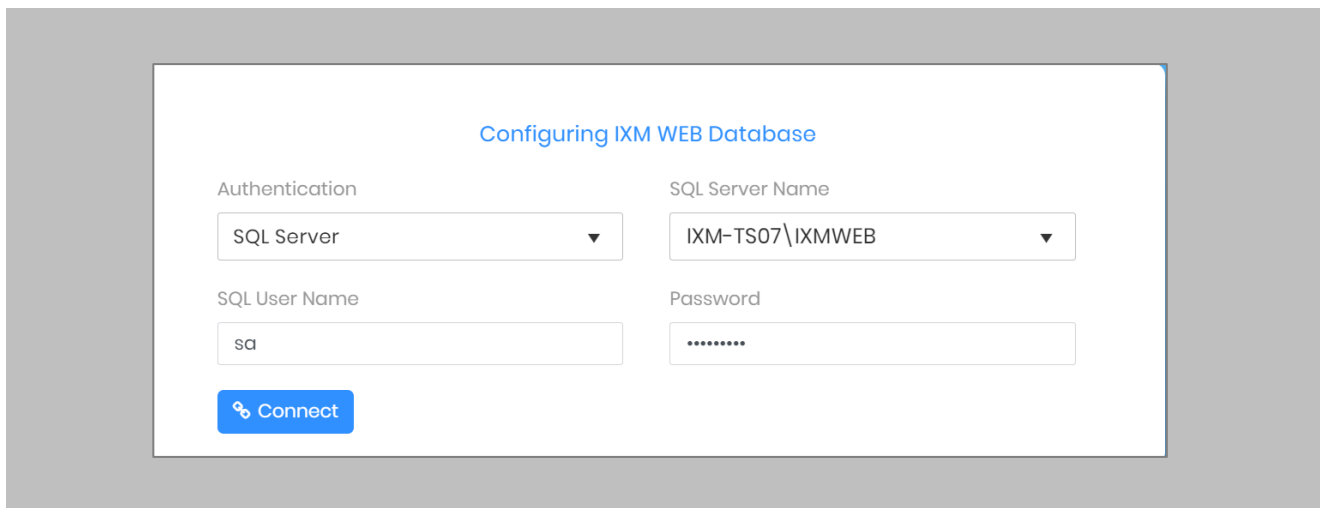 Configuring IXM WEB Database
Authentication
SQL Server Name
SQL Server
IXM-TS07\IXMWEB
SQL User Name
Password
sa
•••••••••
Connect